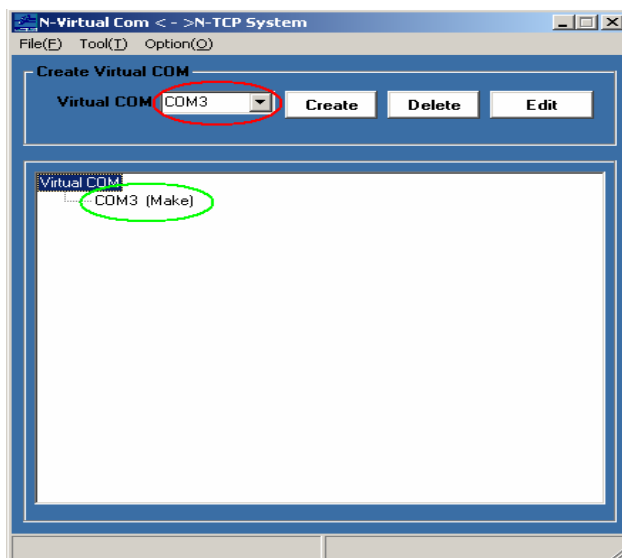 N-Virtual Com < - >N-TCP System
File(F) Tool(T) Option(O)
Create Virtual COM
Virtual COM COM3 Create Delete Edit
Virtual COM
COM3 (Make)